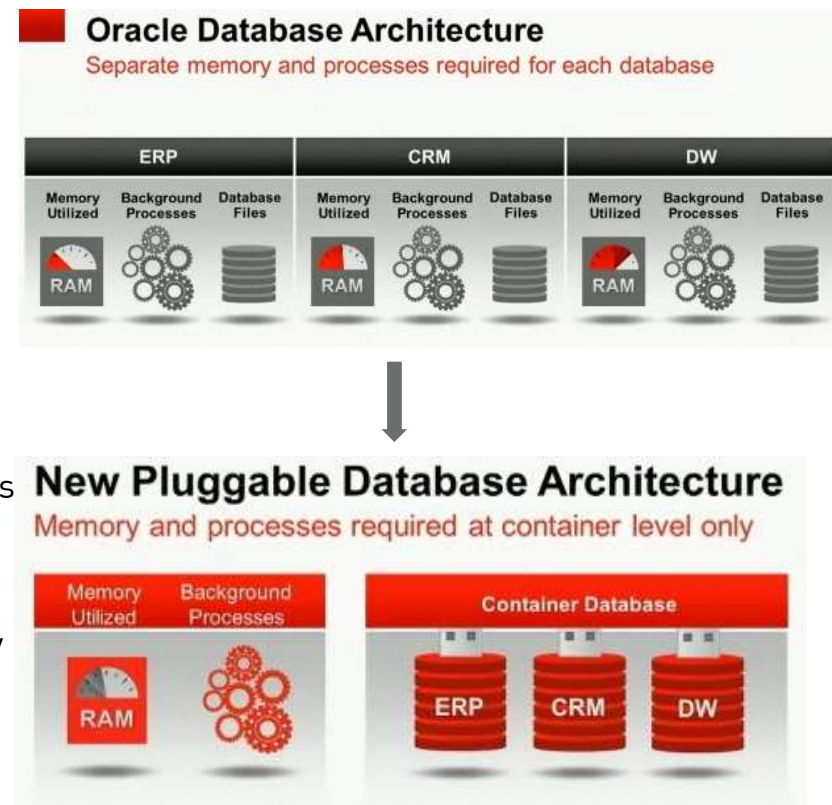 Oracle Database Architecture
Separate memory and processes required for each database
ERP CRM DW
Memory Utilized Background Processes Database Files Memory Utilized Background Processes Database Files Memory Utilized Background Processes Database Files
RAM RAM RAM
s
New Pluggable Database Architecture
Memory and processes required at container level only
Memory Utilized Background Processes Container Database
y
RAM ERP CRM DW